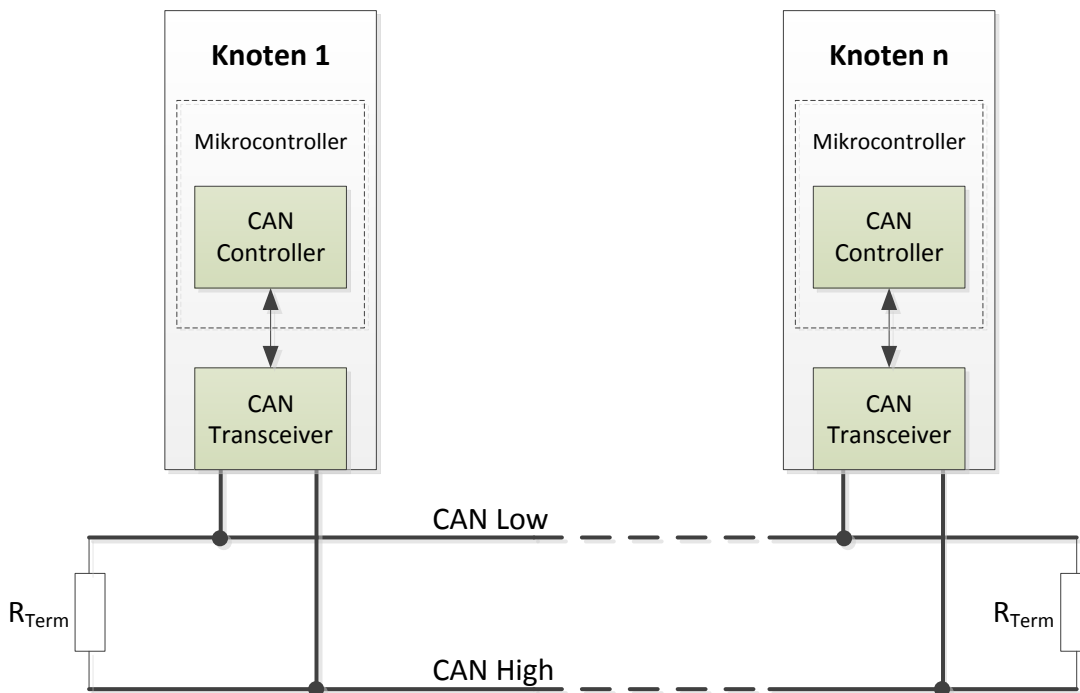 Knoten 1
Mikrocontroller
CAN
Controller
CAN
Transceiver
Knoten n
Mikrocontroller
CAN
Controller
CAN
Transceiver
CAN Low
RTerm
RTerm
CAN High